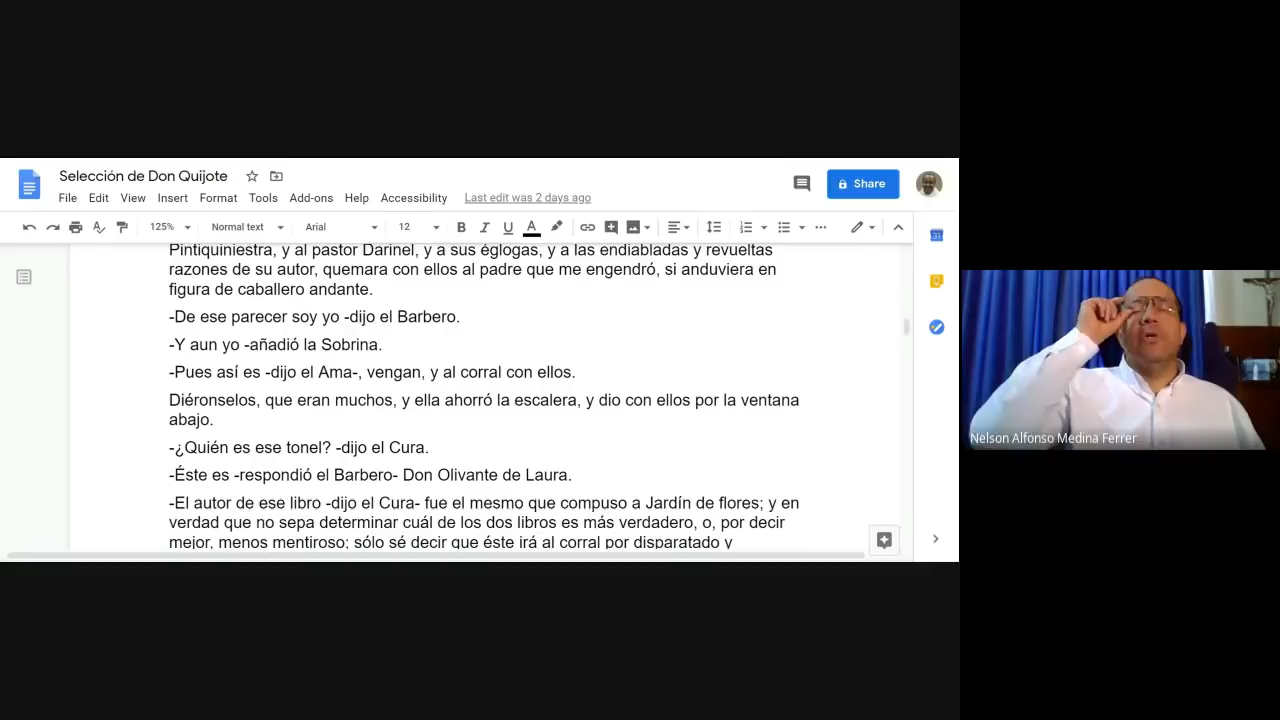 Selección de Don Quijote
File Edit View Insert Format Tools Add-ons Help Accessibility Last edit was 2 days ago
Share
125% Normal text Arial 12 B I U A
Pintiquiniestra, y al pastor Darinel, y a sus églogas, y a las endiabladas y revueltas
razones de su autor, quemara con ellos al padre que me engendró, si anduviera en
figura de caballero andante.
-De ese parecer soy yo -dijo el Barbero.
-Y aun yo -añadió la Sobrina.
-Pues así es -dijo el Ama-, vengan, y al corral con ellos.
Diéronselos, que eran muchos, y ella ahorró la escalera, y dio con ellos por la ventana
abajo.
-¿Quién es ese tonel? -dijo el Cura.
-Éste es -respondió el Barbero- Don Olivante de Laura.
-El autor de ese libro -dijo el Cura- fue el mesmo que compuso a Jardín de flores; y en
verdad que no sepa determinar cuál de los dos libros es más verdadero, o, por decir
mejor, menos mentiroso; sólo sé decir que éste irá al corral por disparatado y
Nelson Alfonso Medina Ferrer